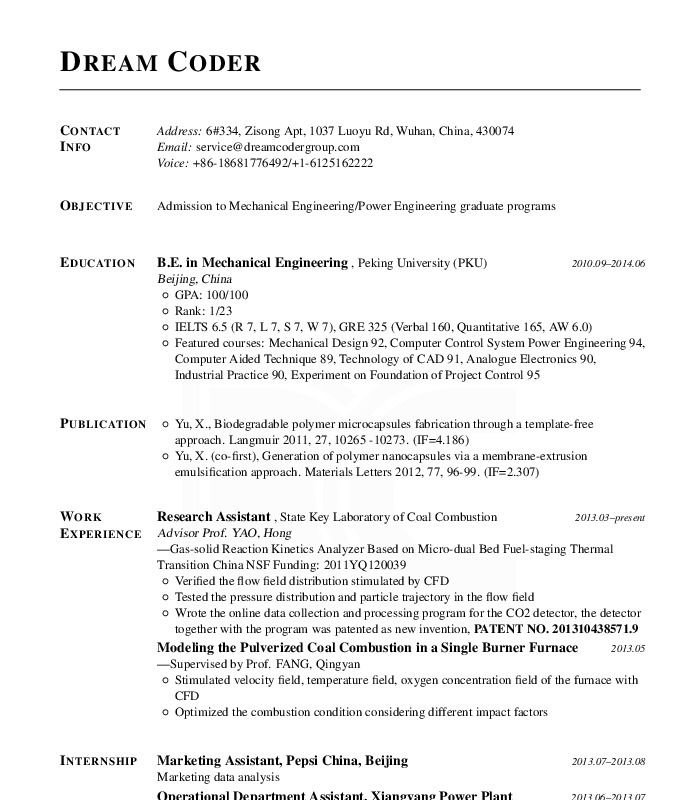 DREAM CODER
CONTACT INFO
Address: 6#334, Zisong Apt, 1037 Luoyu Rd, Wuhan, China, 430074
Email: service@dreamcodergroup.com
Voice: +86-18681776492/+1-6125162222
OBJECTIVE
Admission to Mechanical Engineering/Power Engineering graduate programs
EDUCATION
B.E. in Mechanical Engineering , Peking University (PKU) 2010.09–2014.06
Beijing, China
GPA: 100/100
Rank: 1/23
IELTS 6.5 (R 7, L 7, S 7, W 7), GRE 325 (Verbal 160, Quantitative 165, AW 6.0)
Featured courses: Mechanical Design 92, Computer Control System Power Engineering 94,
Computer Aided Technique 89, Technology of CAD 91, Analogue Electronics 90,
Industrial Practice 90, Experiment on Foundation of Project Control 95
PUBLICATION
Yu, X., Biodegradable polymer microcapsules fabrication through a template-free
approach. Langmuir 2011, 27, 10265 -10273. (IF=4.186)
Yu, X. (co-first), Generation of polymer nanocapsules via a membrane-extrusion
emulsification approach. Materials Letters 2012, 77, 96-99. (IF=2.307)
WORK EXPERIENCE
Research Assistant , State Key Laboratory of Coal Combustion 2013.03–present
Advisor Prof. YAO, Hong
—Gas-solid Reaction Kinetics Analyzer Based on Micro-dual Bed Fuel-staging Thermal
Transition China NSF Funding: 2011YQ120039
Verified the flow field distribution stimulated by CFD
Tested the pressure distribution and particle trajectory in the flow field
Wrote the online data collection and processing program for the CO2 detector, the detector
together with the program was patented as new invention, PATENT NO. 201310438571.9
Modeling the Pulverized Coal Combustion in a Single Burner Furnace 2013.05
—Supervised by Prof. FANG, Qingyan
Stimulated velocity field, temperature field, oxygen concentration field of the furnace with
CFD
Optimized the combustion condition considering different impact factors
INTERNSHIP
Marketing Assistant, Pepsi China, Beijing 2013.07–2013.08
Marketing data analysis
Operational Department Assistant, Xiangyang Power Plant 2013.06–2013.07